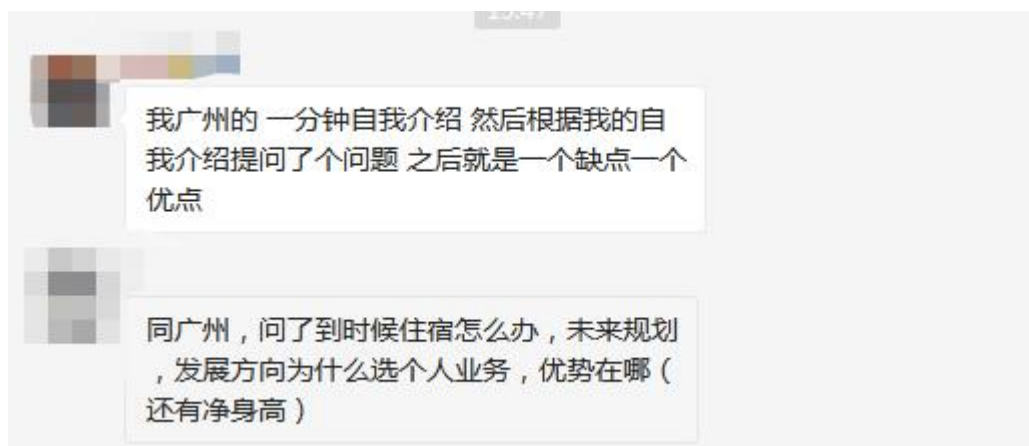 我广州的 一分钟自我介绍 然后根据我的自
我介绍提问了个问题 之后就是一个缺点一个
优点
同广州，问了到时候住宿怎么办，未来规划
，发展方向为什么选个人业务，优势在哪（
还有净身高）